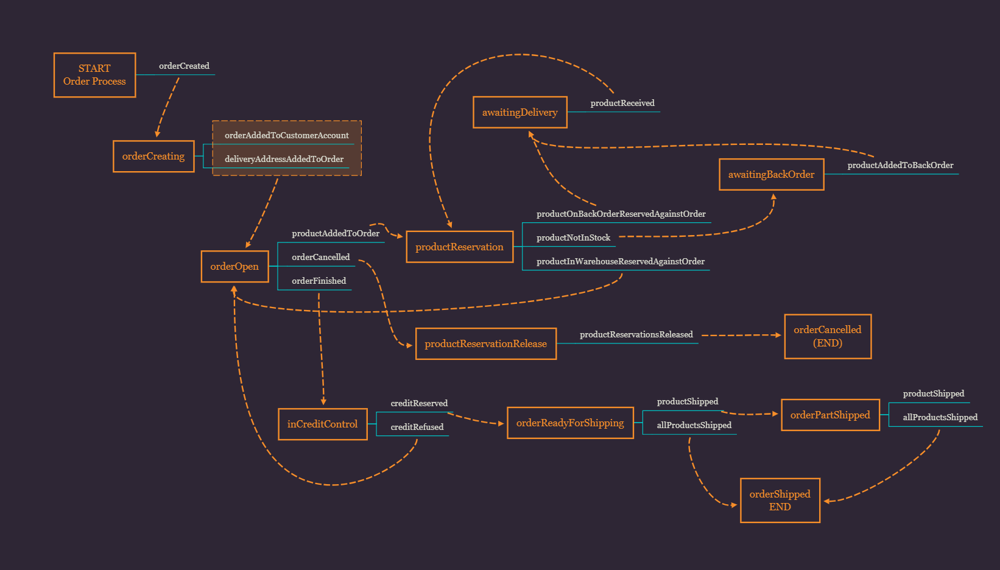 START
Order Process
orderCreated
orderCreating
orderAddedToCustomerAccount
deliveryAddressAddedToOrder
awaitingDelivery
productReceived
awaitingBackOrder
productAddedToBackOrder
orderOpen
productAddedToOrder
orderCancelled
orderFinished
productReservation
productOnBackOrderReservedAgainstOrder
productNotInStock
productInWarehouseReservedAgainstOrder
productReservationRelease
productReservationsReleased
orderCancelled
(END)
inCreditControl
creditReserved
creditRefused
orderReadyForShipping
productShipped
allProductsShipped
orderPartShipped
productShipped
allProductsShipped
orderShipped
END